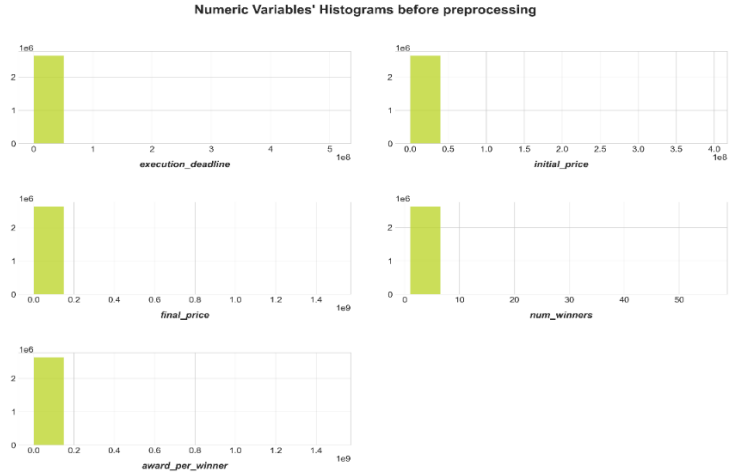 Numeric Variables' Histograms before preprocessing
1e6
2
1
0
0 1 2 3 4 5
1e6
execution_deadline
1e6
2
1
0
0.0 0.5 1.0 1.5 2.0 2.5 3.0 3.5 4.0
1e8
initial_price
1e6
2
1
0
0.0 0.2 0.4 0.6 0.8 1.0 1.2 1.4
1e9
final_price
1e6
2
1
0
0 10 20 30 40 50
num_winners
1e6
2
1
0
0.0 0.2 0.4 0.6 0.8 1.0 1.2 1.4
1e9
award_per_winner